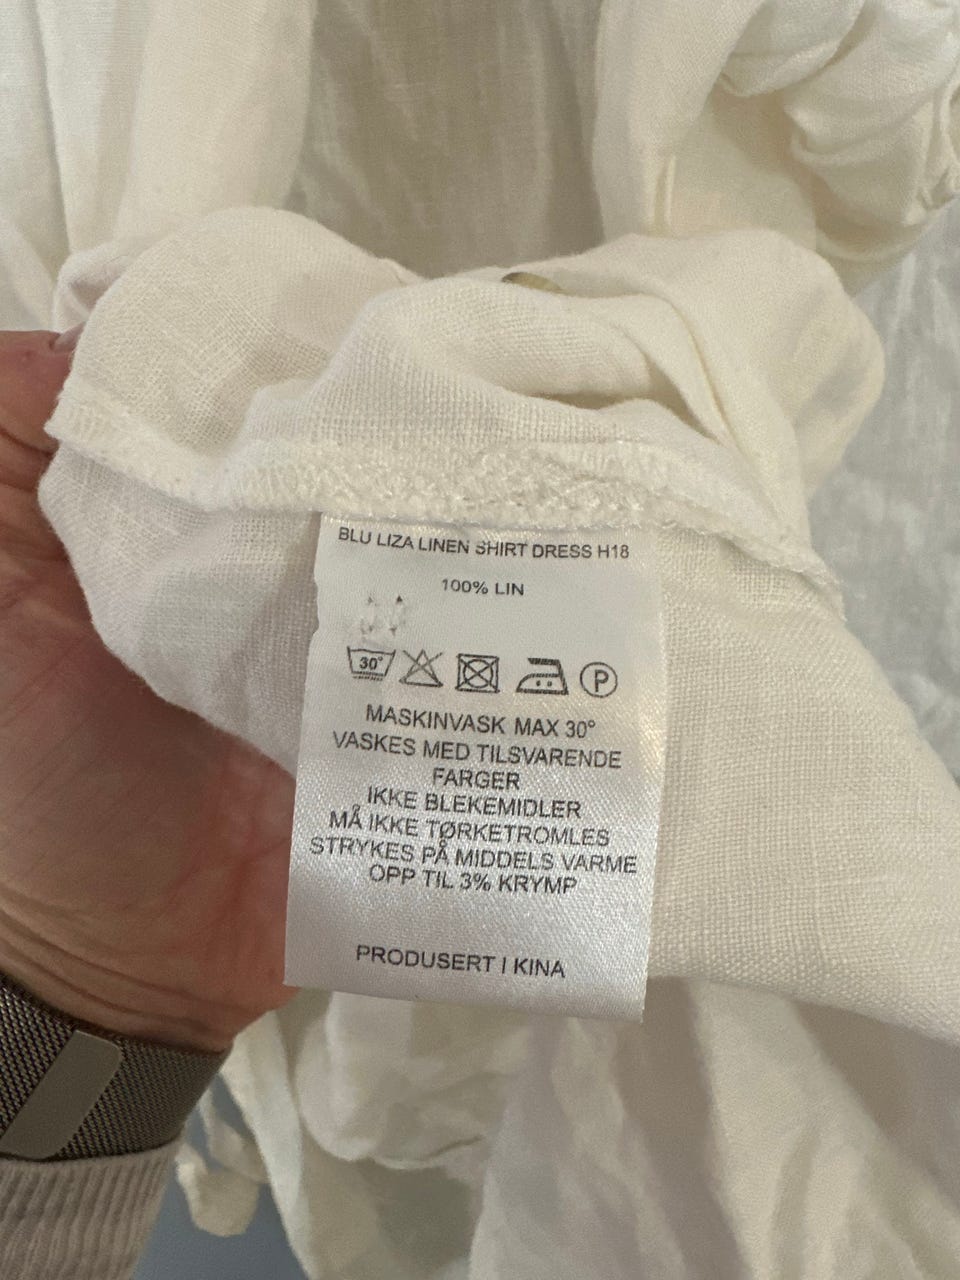 BLU LIZA LINEN SHIRT DRESS H18
100% LIN
30°
P
MASKINVASK MAX 30°
VASKES MED TILSVARENDE
FARGER
IKKE BLEKEMIDLER
MÅ IKKE TØRKETROMLES
STRYKES PÅ MIDDELS VARME
OPP TIL 3% KRYMP
PRODUSERT I KINA